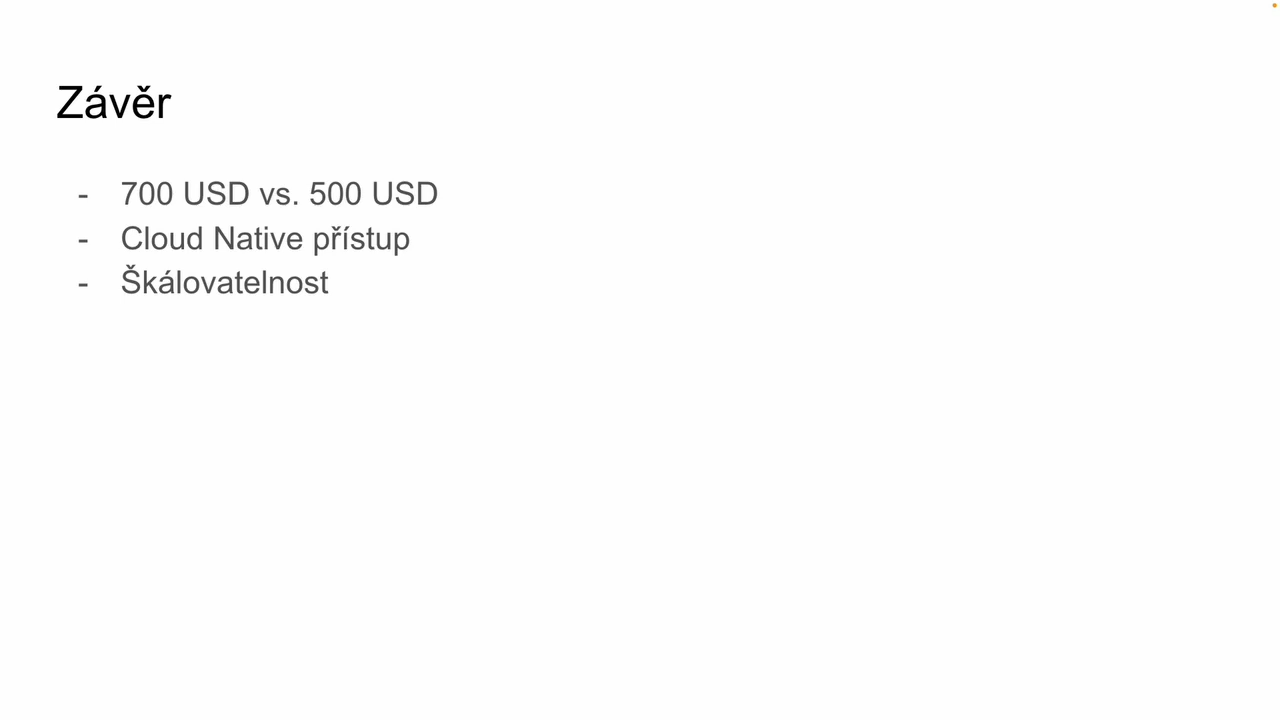 Závěr
- 700 USD vs. 500 USD
- Cloud Native přístup
- Škálovatelnost